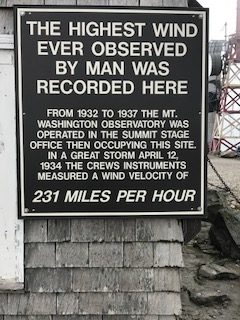 THE HIGHEST WIND
EVER OBSERVED
BY MAN WAS
RECORDED HERE
FROM 1932 TO 1937 THE MT.
WASHINGTON OBSERVATORY WAS
OPERATED IN THE SUMMIT STAGE
OFFICE THEN OCCUPYING THIS SITE.
IN A GREAT STORM APRIL 12,
1934 THE CREWS INSTRUMENTS
MEASURED A WIND VELOCITY OF
231 MILES PER HOUR